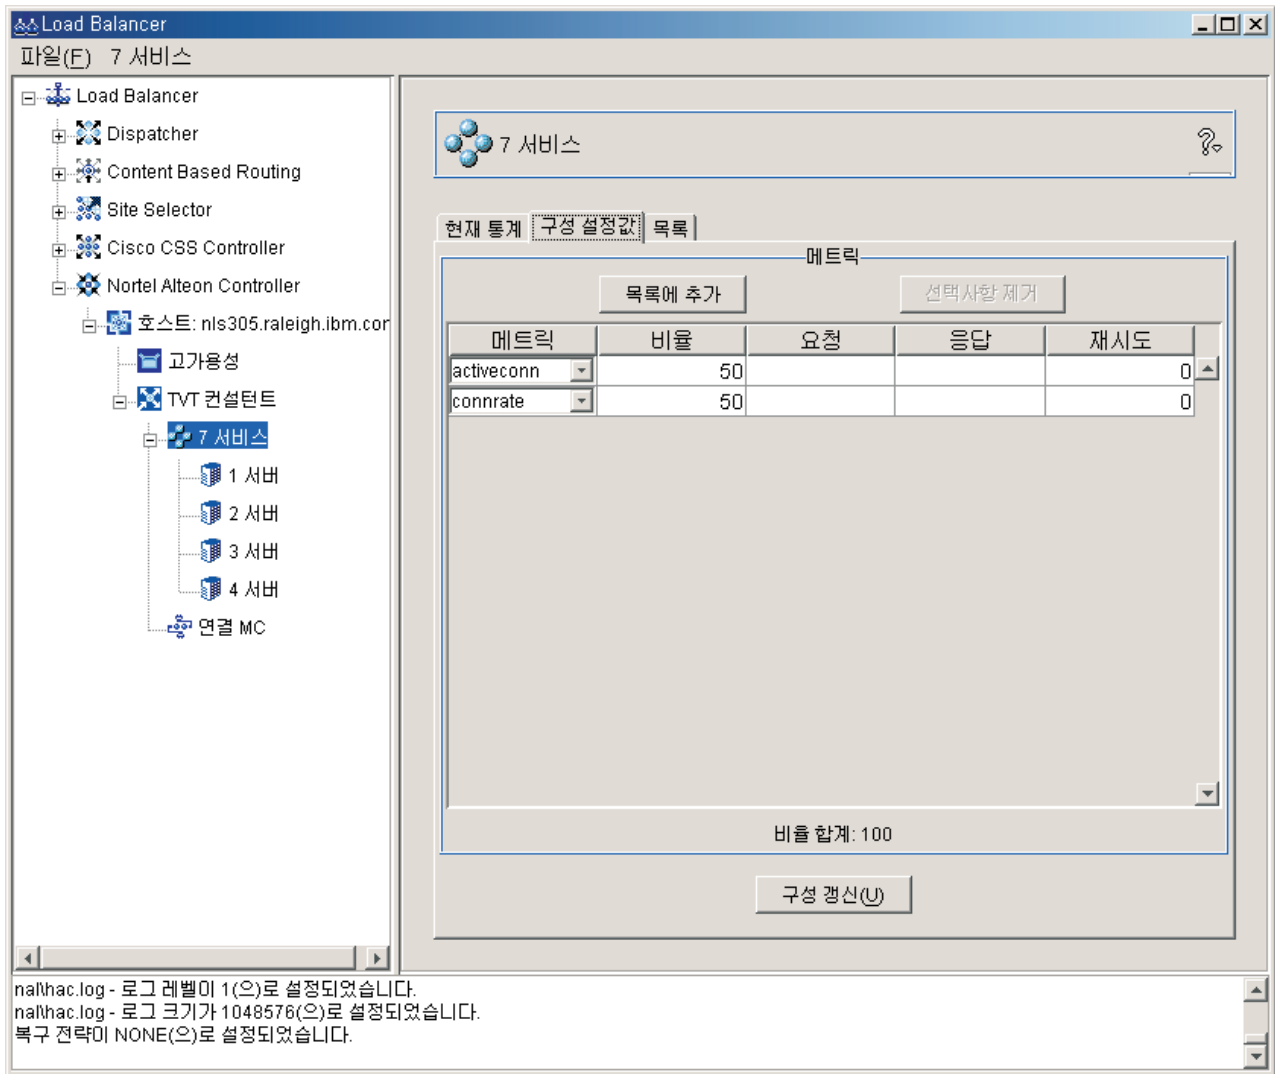 Load Balancer
파일(F) 7 서비스
Load Balancer
Dispatcher
Content Based Routing
Site Selector
Cisco CSS Controller
Nortel Alteon Controller
호스트: nls305.raleigh.ibm.cor
고가용성
TVT 컨설턴트
7 서비스
1 서버
2 서버
3 서버
4 서버
연결 MC
7 서비스
?
현재 통계 구성 설정값 목록
메트릭
목록에 추가 선택사항 제거
메트릭 비율 요청 응답 재시도
activeconn 50 0
connrate 50 0
비율 합계: 100
구성 갱신(U)
nal\hac.log - 로그 레벨이 1(으)로 설정되었습니다.
nal\hac.log - 로그 크기가 1048576(으)로 설정되었습니다.
복구 전략이 NONE(으)로 설정되었습니다.